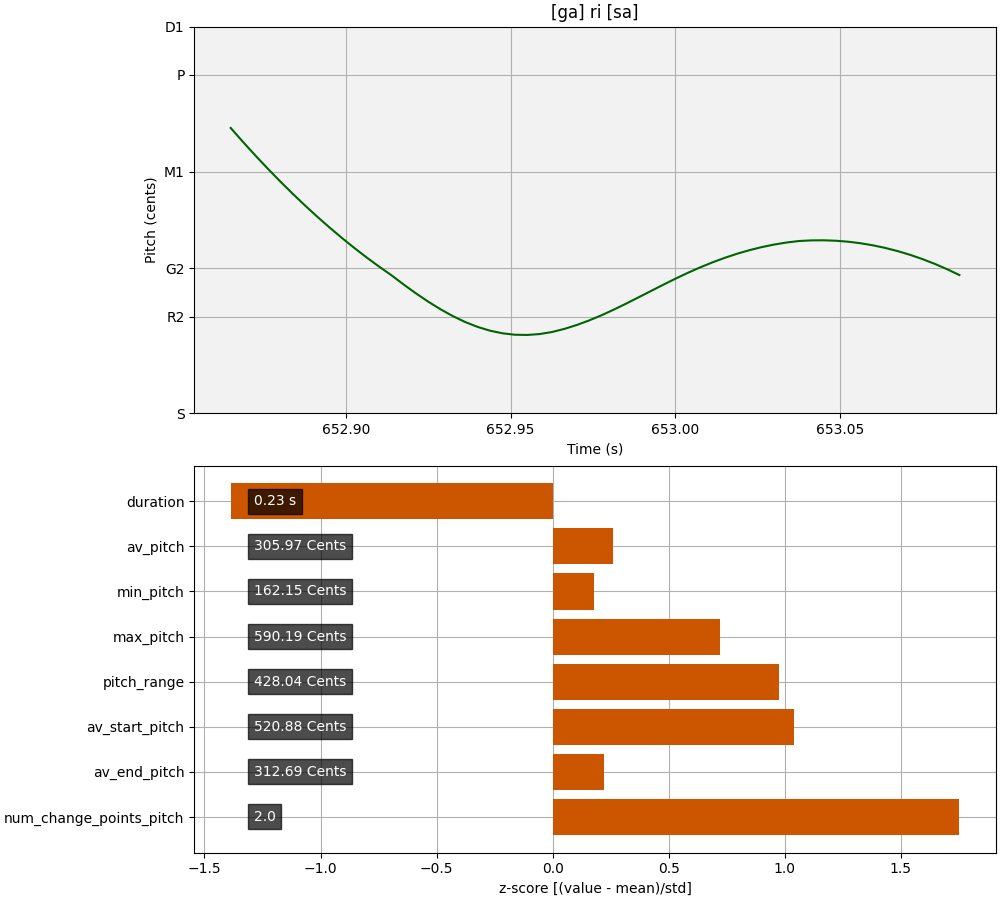 [ga] ri [sa]
D1
P
M1
G2
R2
S
Pitch (cents)
652.90 652.95 653.00 653.05
Time (s)
duration 0.23 s
av_pitch 305.97 Cents
min_pitch 162.15 Cents
max_pitch 590.19 Cents
pitch_range 428.04 Cents
av_start_pitch 520.88 Cents
av_end_pitch 312.69 Cents
num_change_points_pitch 2.0
−1.5 −1.0 −0.5 0.0 0.5 1.0 1.5
z-score [(value - mean)/std]